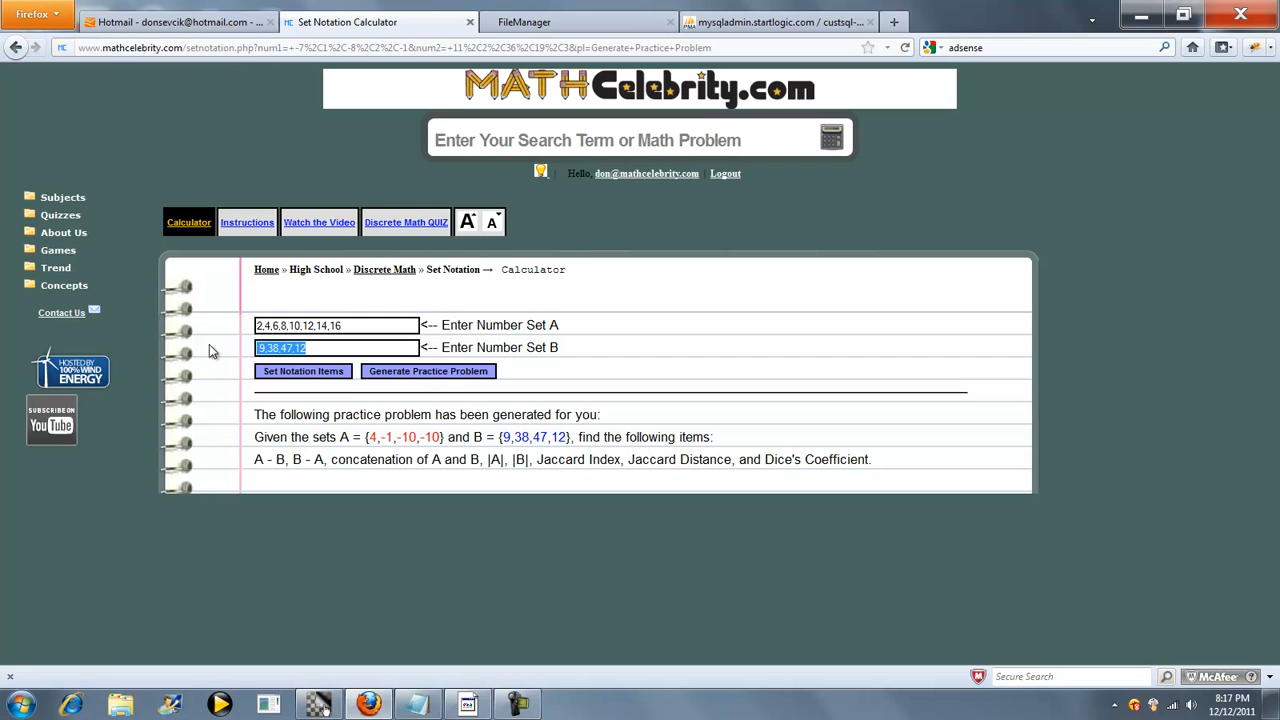 Firefox
Hotmail - donsevcik@hotmail.com - ...
Set Notation Calculator
FileManager
mysqladmin.startlogic.com / custsql-...
www.mathcelebrity.com/setnotation.php?num1=+-7%2C1%2C-8%2C2%2C-1&num2=+11%2C2%2C36%2C19%2C3&pl=Generate+Practice+Problem
adsense
MATHCelebrity.com
Enter Your Search Term or Math Problem
Hello, don@mathcelebrity.com | Logout
Subjects
Quizzes
About Us
Games
Trend
Concepts
Contact Us
HOSTED BY
100% WIND
ENERGY
SUBSCRIBE ON
YouTube
Calculator
Instructions
Watch the Video
Discrete Math QUIZ
A A
Home » High School » Discrete Math » Set Notation → Calculator
2,4,6,8,10,12,14,16 <-- Enter Number Set A
9,38,47,12 <-- Enter Number Set B
Set Notation Items
Generate Practice Problem
The following practice problem has been generated for you:
Given the sets A = {4,-1,-10,-10} and B = {9,38,47,12}, find the following items:
A - B, B - A, concatenation of A and B, |A|, |B|, Jaccard Index, Jaccard Distance, and Dice's Coefficient.
Secure Search
McAfee
8:17 PM
12/12/2011